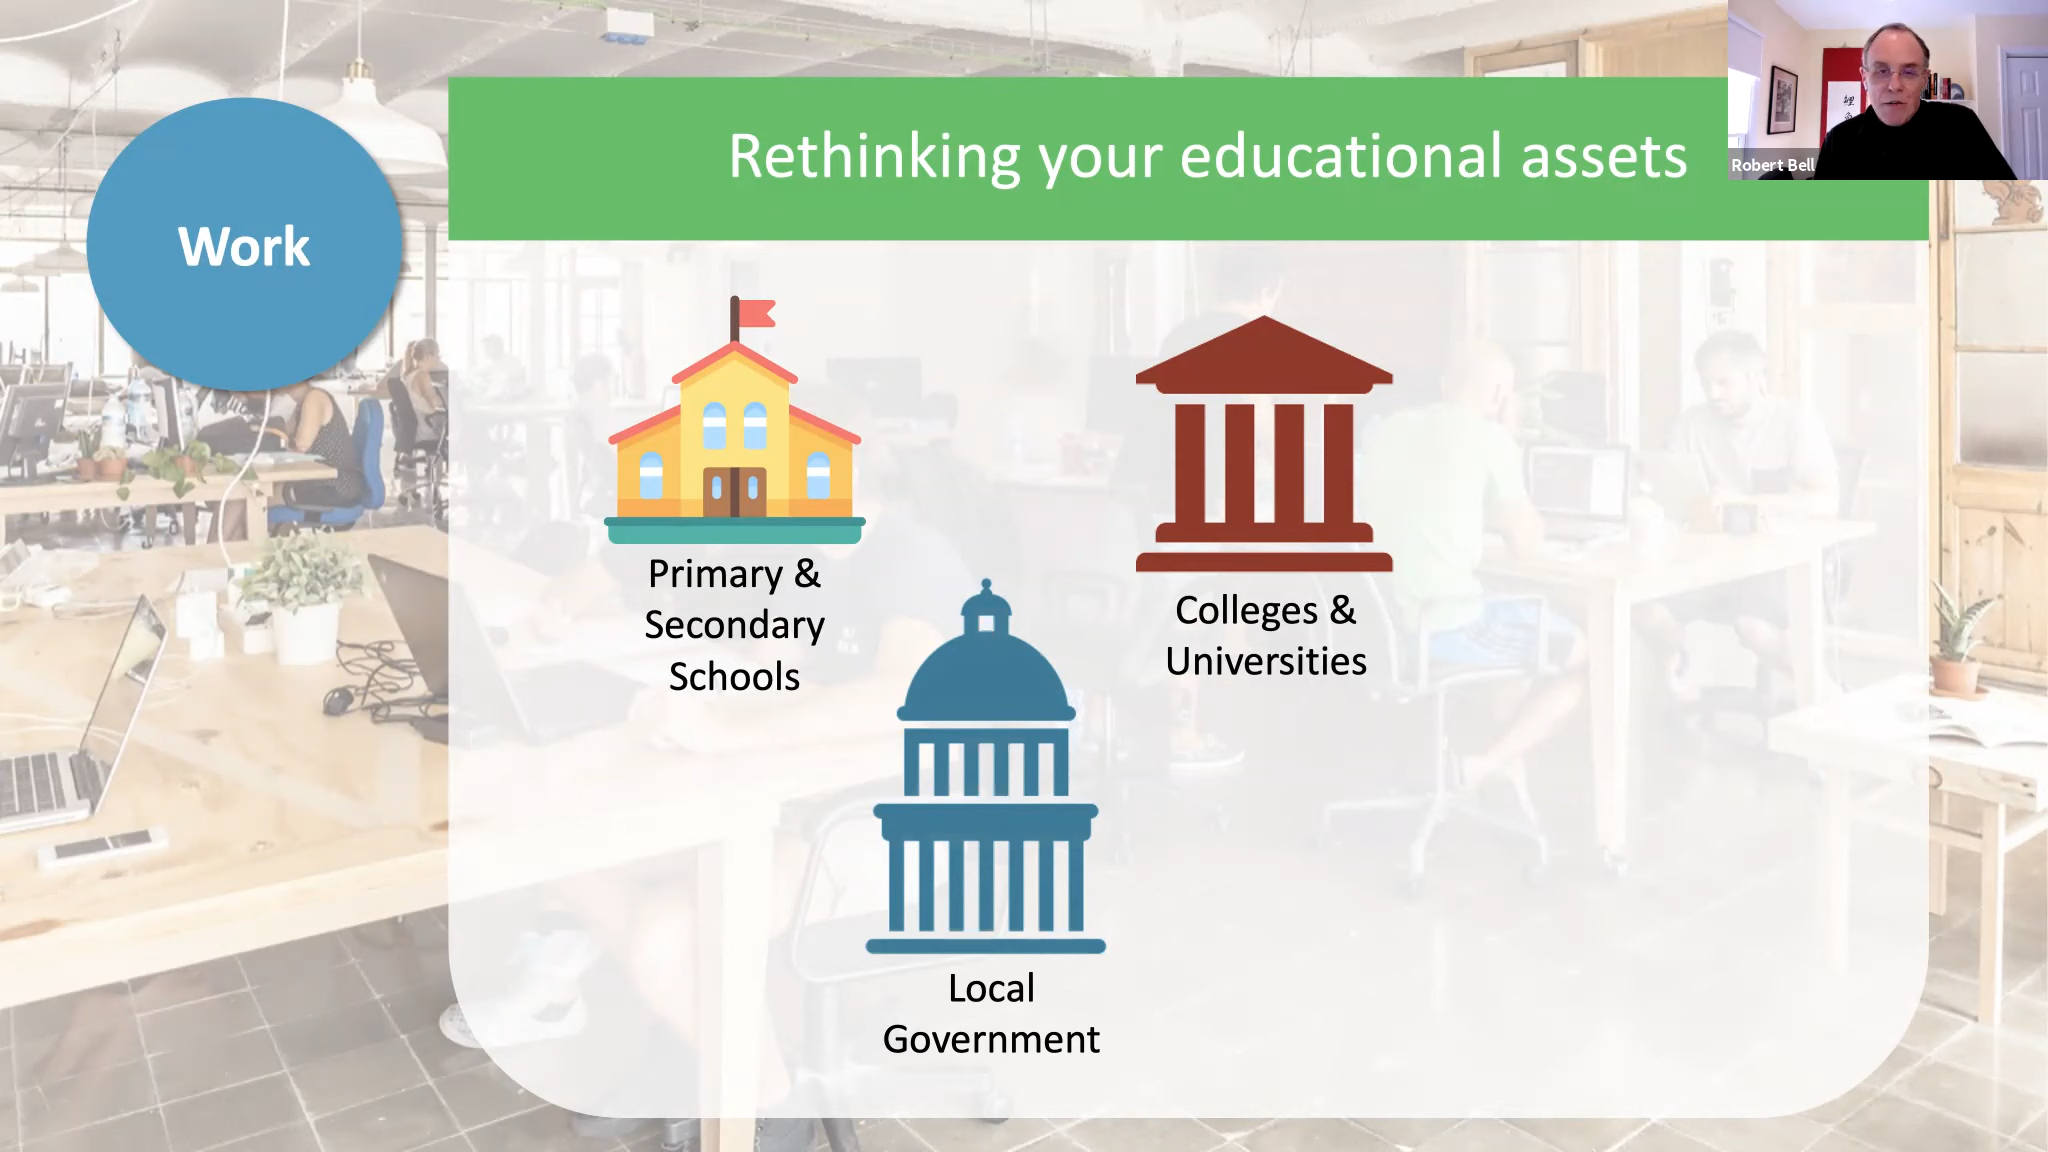 Work
Rethinking your educational assets
Robert Bell
Primary &
Secondary
Schools
Colleges &
Universities
Local
Government